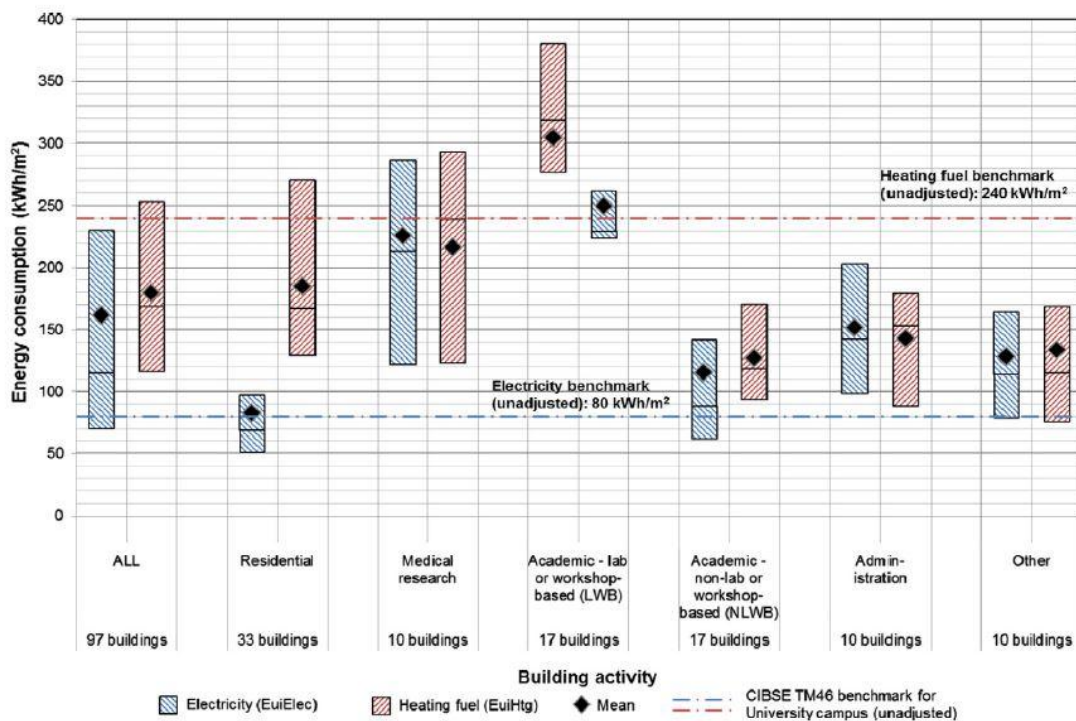 400
350
300
250
200
150
100
50
0
Energy consumption (kWh/m²)
Heating fuel benchmark
(unadjusted): 240 kWh/m²
Electricity benchmark
(unadjusted): 80 kWh/m²
ALL
Residential
Medical
research
Academic - lab
or workshop-
based (LWB)
Academic -
non-lab or
workshop-
based (NLWB)
Admin-
istration
Other
97 buildings
33 buildings
10 buildings
17 buildings
17 buildings
10 buildings
10 buildings
Building activity
Electricity (EuiElec)
Heating fuel (EuiHtg)
Mean
CIBSE TM46 benchmark for
University campus (unadjusted)